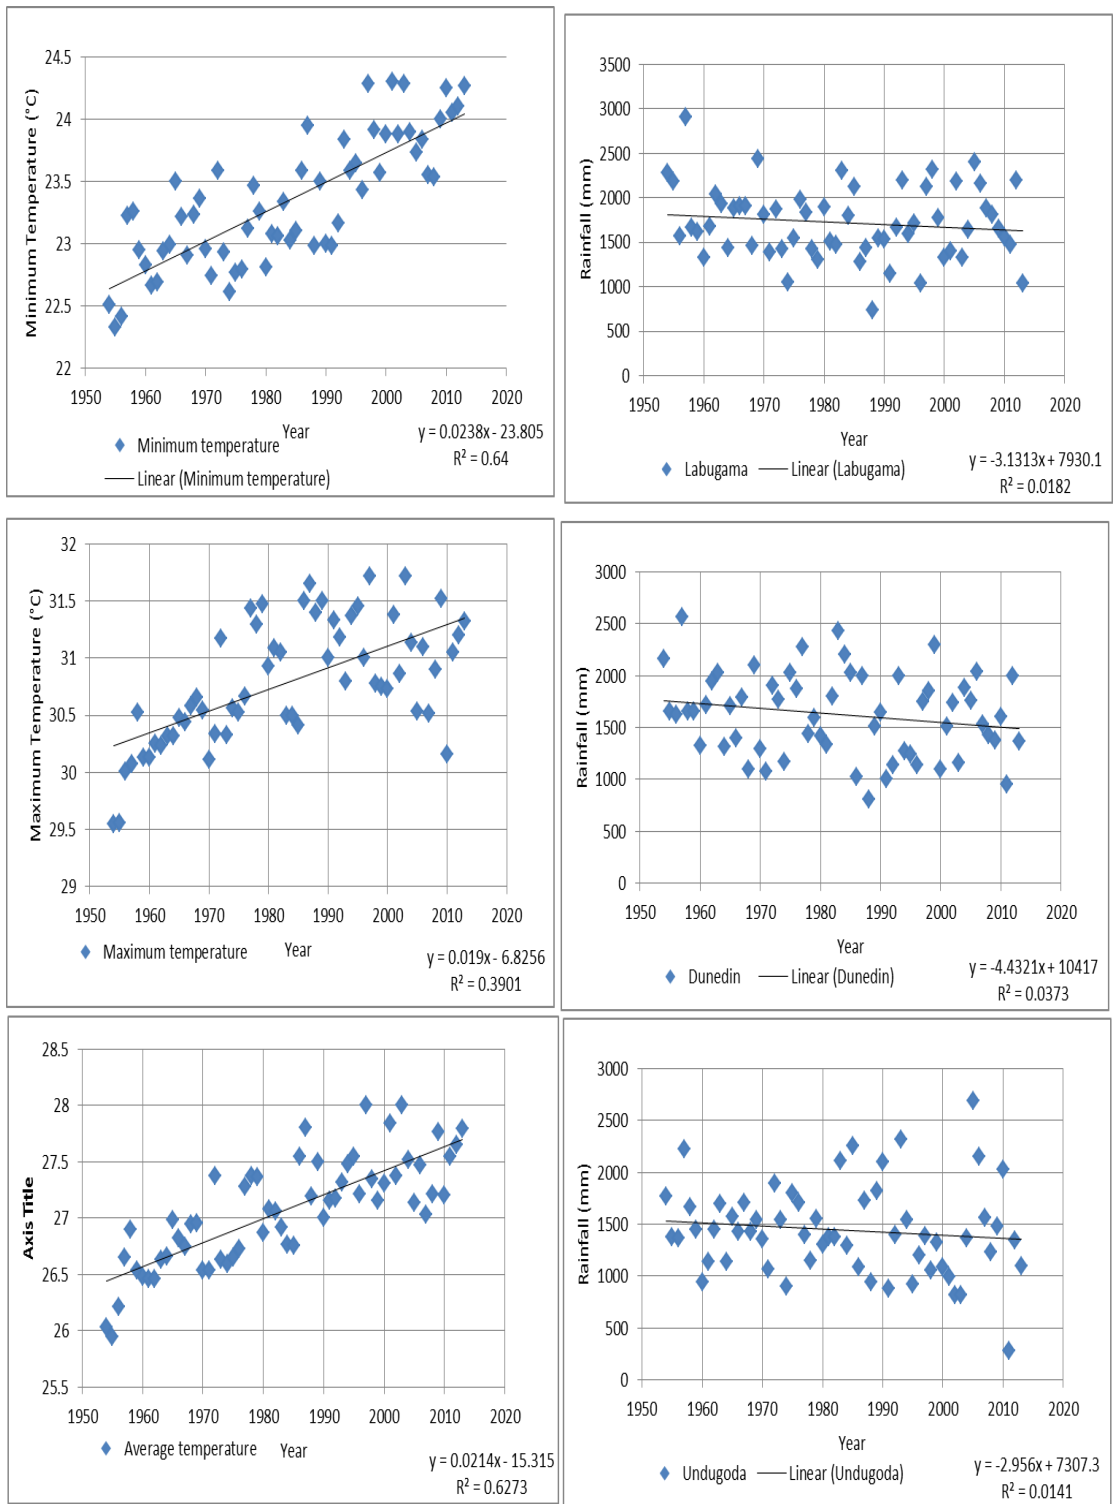 Minimum Temperature (°C)
24.5
24
23.5
23
22.5
22
1950 1960 1970 1980 1990 2000 2010 2020
Year
Minimum temperature
Linear (Minimum temperature)
y = 0.0238x - 23.805
R² = 0.64
Rainfall (mm)
3500
3000
2500
2000
1500
1000
500
0
1950 1960 1970 1980 1990 2000 2010 2020
Year
Labugama Linear (Labugama)
y = -3.1313x + 7930.1
R² = 0.0182
Maximum Temperature (°C)
32
31.5
31
30.5
30
29.5
29
1950 1960 1970 1980 1990 2000 2010 2020
Maximum temperature Year
y = 0.019x - 6.8256
R² = 0.3901
Rainfall (mm)
3000
2500
2000
1500
1000
500
0
1950 1960 1970 1980 1990 2000 2010 2020
Year
Dunedin Linear (Dunedin)
y = -4.4321x + 10417
R² = 0.0373
Axis Title
28.5
28
27.5
27
26.5
26
25.5
1950 1960 1970 1980 1990 2000 2010 2020
Average temperature Year
y = 0.0214x - 15.315
R² = 0.6273
Rainfall (mm)
3000
2500
2000
1500
1000
500
0
1950 1960 1970 1980 1990 2000 2010 2020
Year
Undugoda Linear (Undugoda)
y = -2.956x + 7307.3
R² = 0.0141